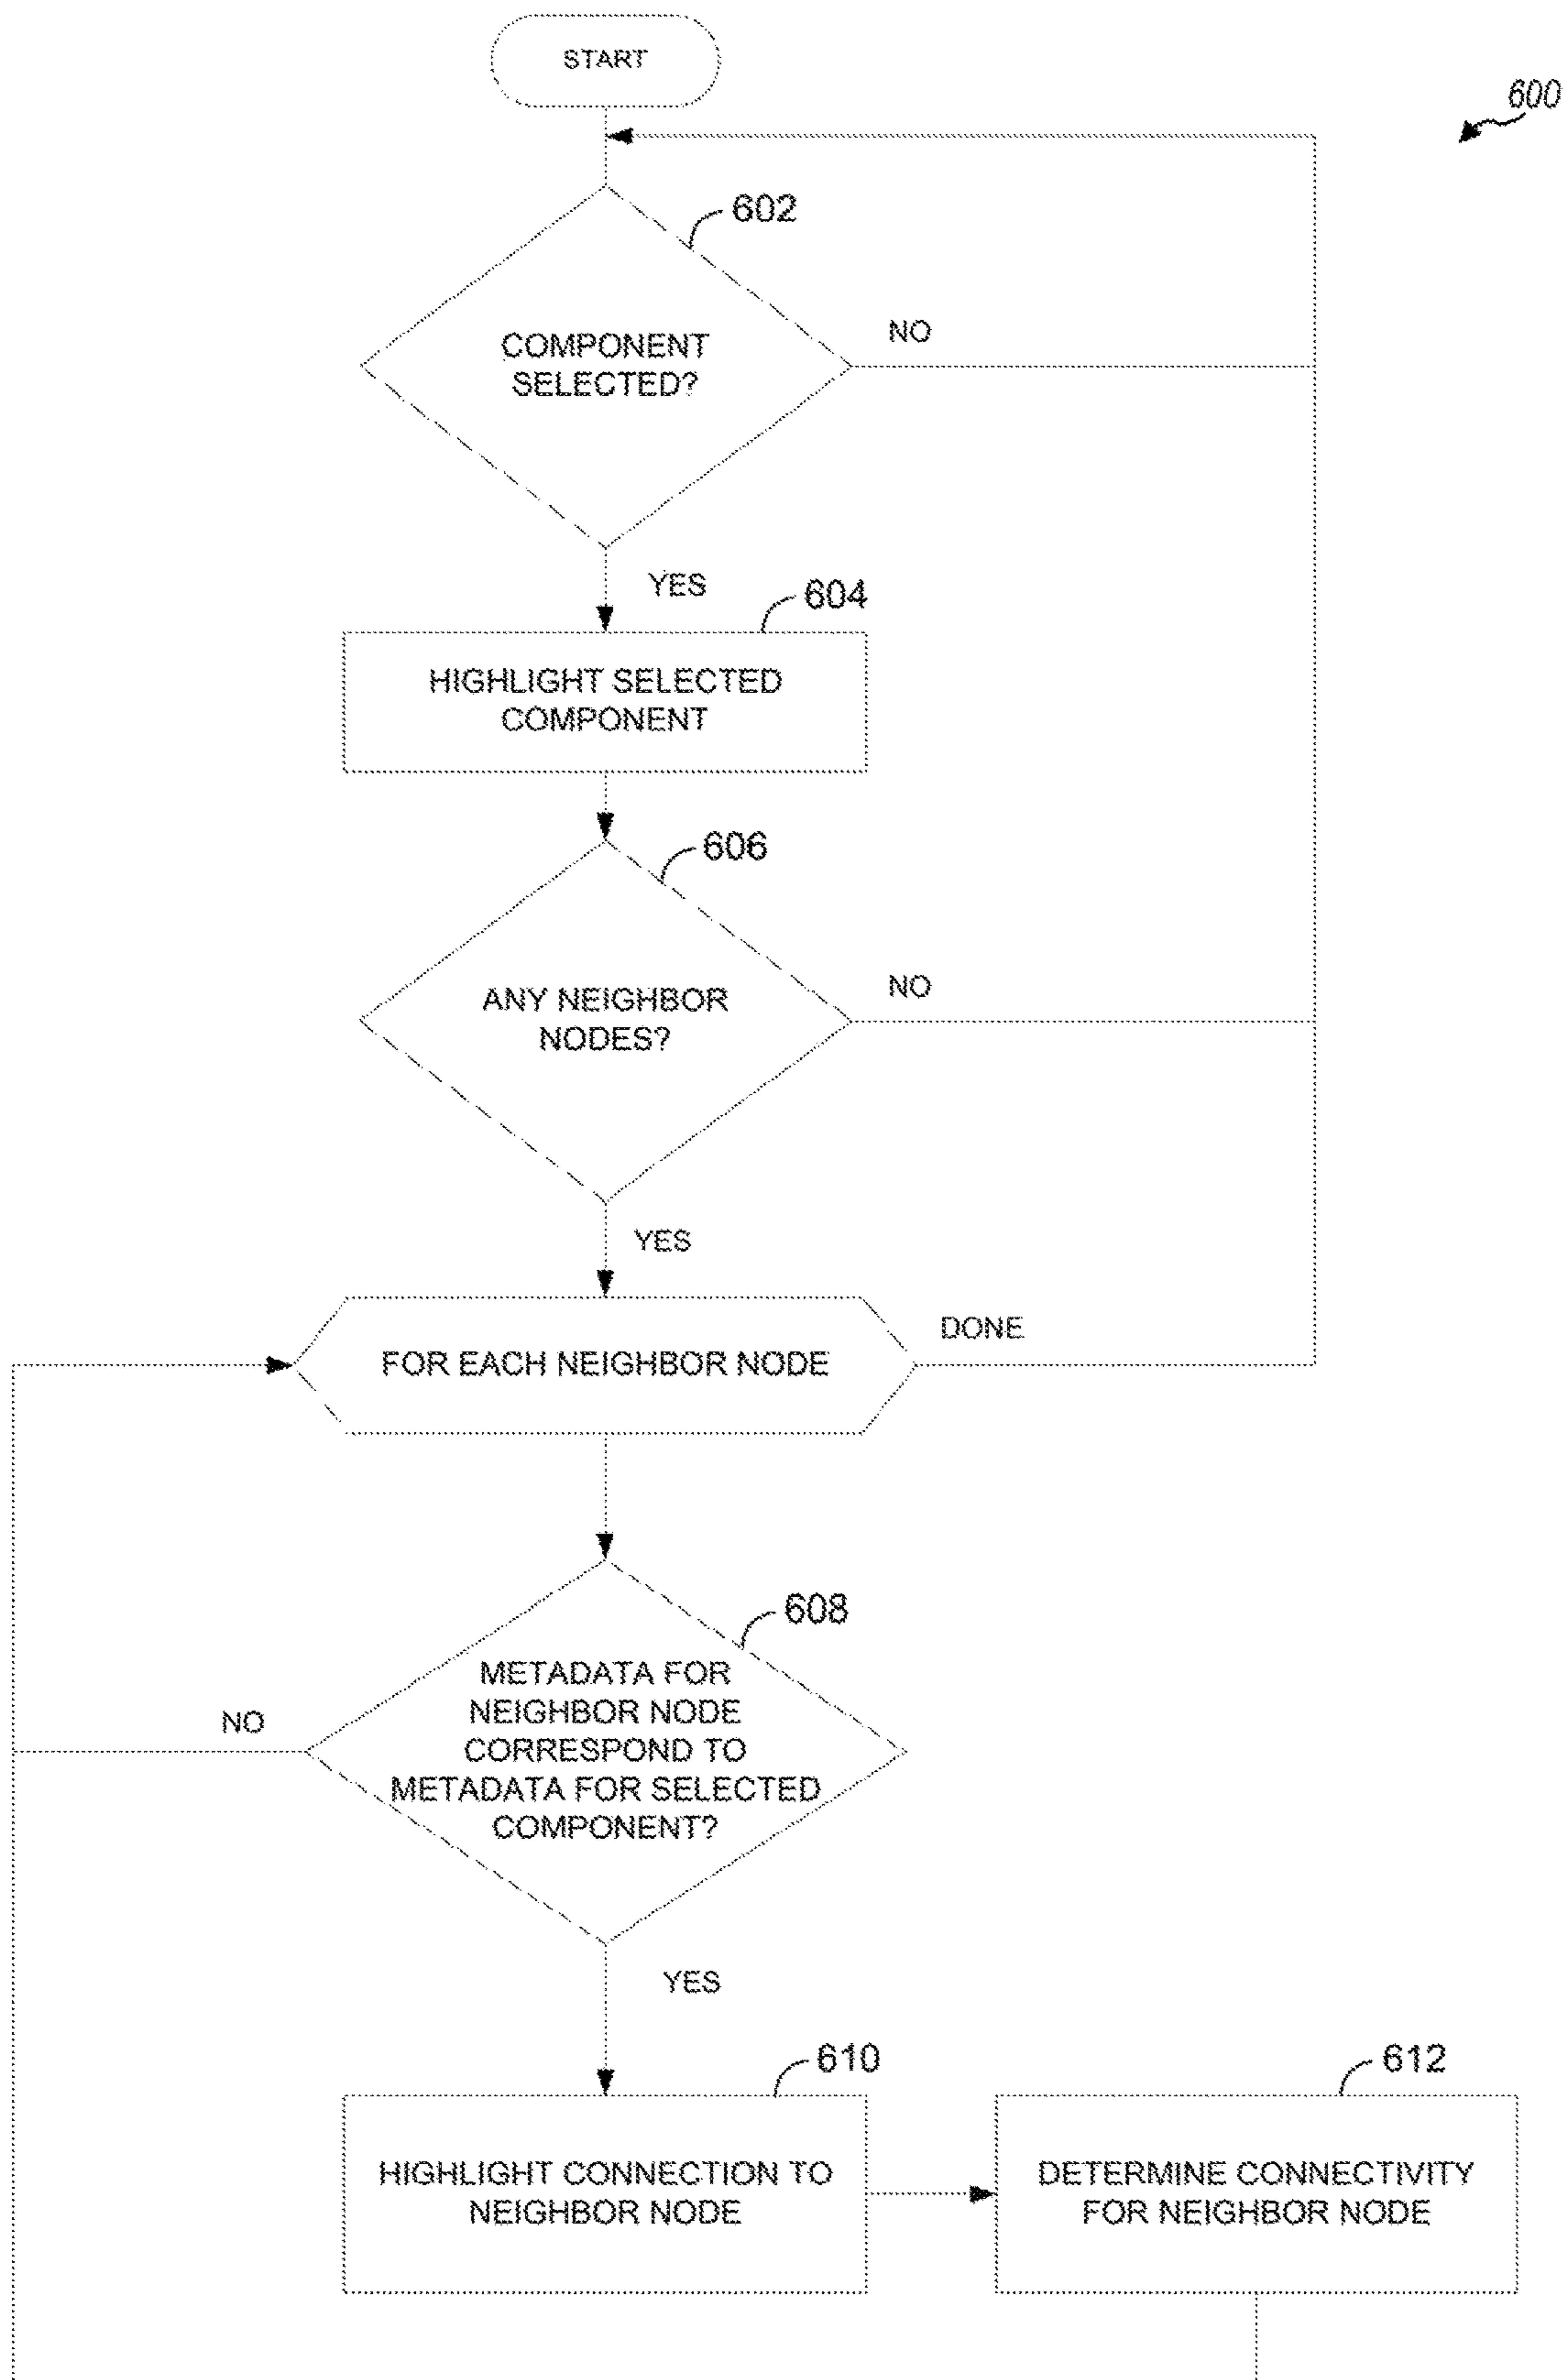 START
600
602
COMPONENT
SELECTED?
NO
YES
604
HIGHLIGHT SELECTED
COMPONENT
606
ANY NEIGHBOR
NODES?
NO
YES
FOR EACH NEIGHBOR NODE
DONE
608
METADATA FOR
NEIGHBOR NODE
CORRESPOND TO
METADATA FOR SELECTED
COMPONENT?
NO
YES
610
HIGHLIGHT CONNECTION TO
NEIGHBOR NODE
612
DETERMINE CONNECTIVITY
FOR NEIGHBOR NODE